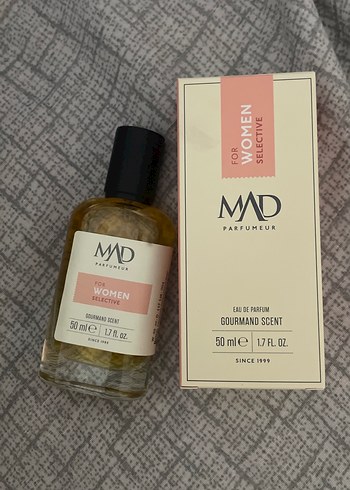 MAD
PARFUMEUR
FOR
WOMEN
SELECTIVE
GOURMAND SCENT
50 ml e 1.7 fl. oz.
SINCE 1999
FOR
WOMEN
SELECTIVE
MAD
PARFUMEUR
EAU DE PARFUM
GOURMAND SCENT
50 ml e 1.7 FL. OZ.
SINCE 1999